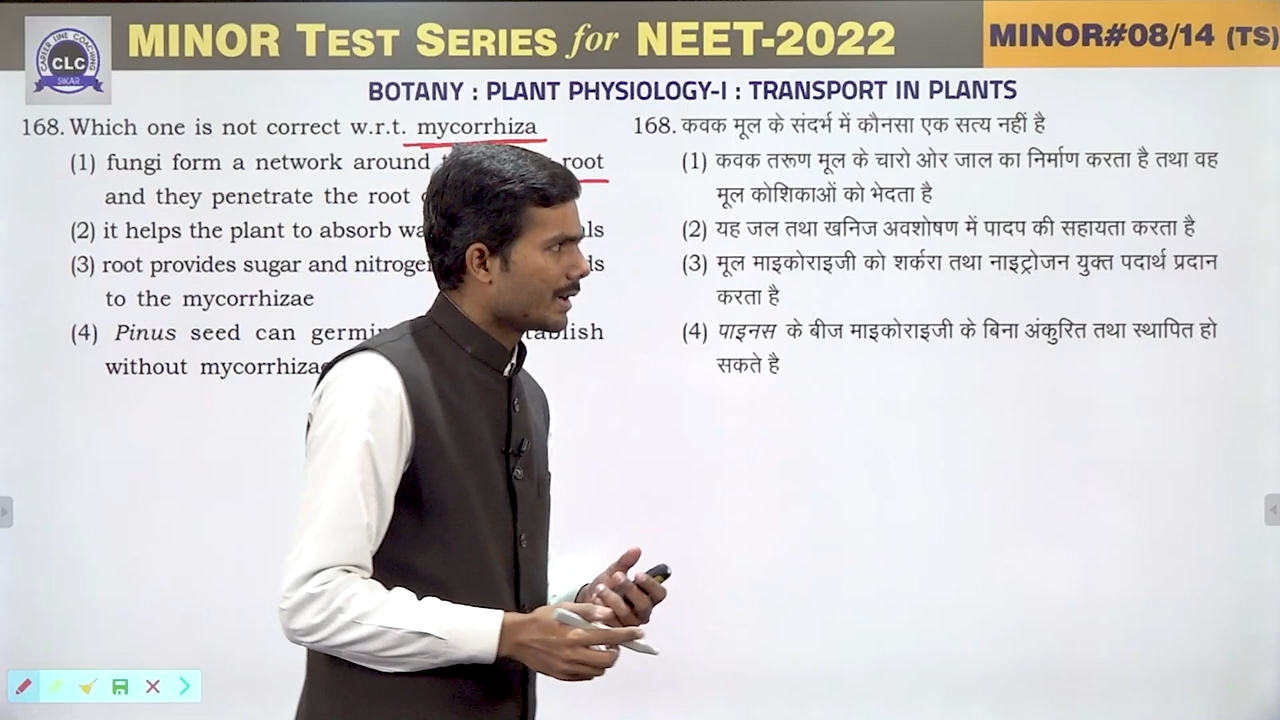 CAREER LINE COACHING
CLC
SIKAR
MINOR TEST SERIES for NEET-2022
MINOR#08/14 (TS)
BOTANY : PLANT PHYSIOLOGY-I : TRANSPORT IN PLANTS
168. Which one is not correct w.r.t. mycorrhiza
(1) fungi form a network around root
and they penetrate the root
(2) it helps the plant to absorb
(3) root provides sugar and
to the mycorrhizae
(4) Pinus seed can
without
168. कवक मूल के संदर्भ में कौनसा एक सत्य नहीं है
(1) कवक तरूण मूल के चारो ओर जाल का निर्माण करता है तथा वह
मूल कोशिकाओं को भेदता है
(2) यह जल तथा खनिज अवशोषण में पादप की सहायता करता है
(3) मूल माइकोराइजी को शर्करा तथा नाइट्रोजन युक्त पदार्थ प्रदान
करता है
(4) पाइनस के बीज माइकोराइजी के बिना अंकुरित तथा स्थापित हो
सकते है